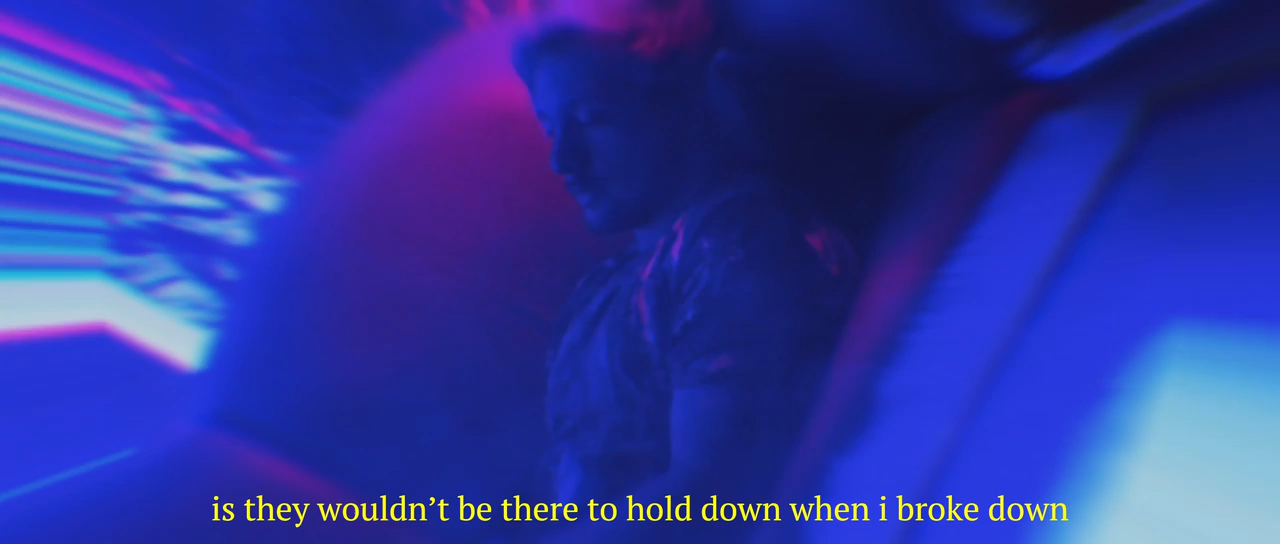 is they wouldn’t be there to hold down when i broke down